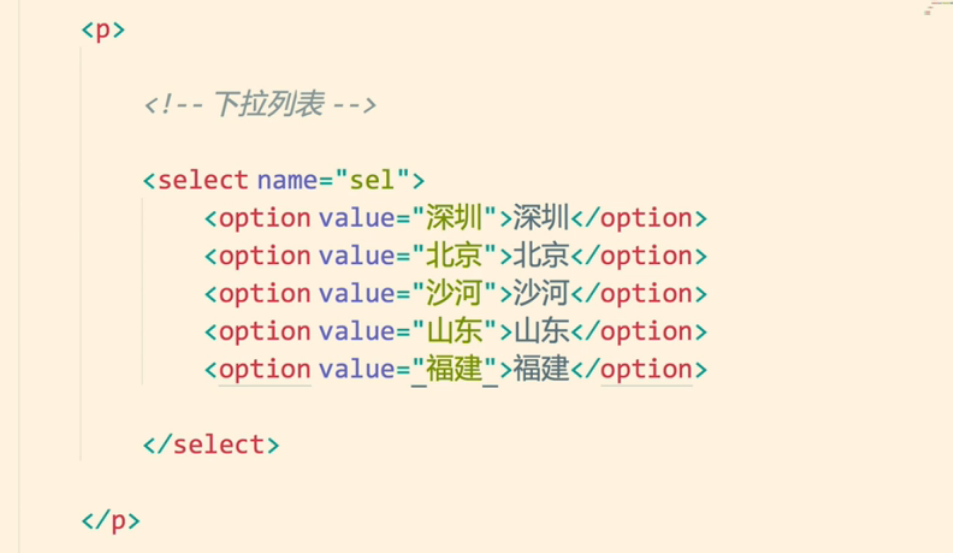 <p>
<!-- 下拉列表 -->
<select name="sel">
<option value="深圳">深圳</option>
<option value="北京">北京</option>
<option value="沙河">沙河</option>
<option value="山东">山东</option>
<option value="福建">福建</option>
</select>
</p>